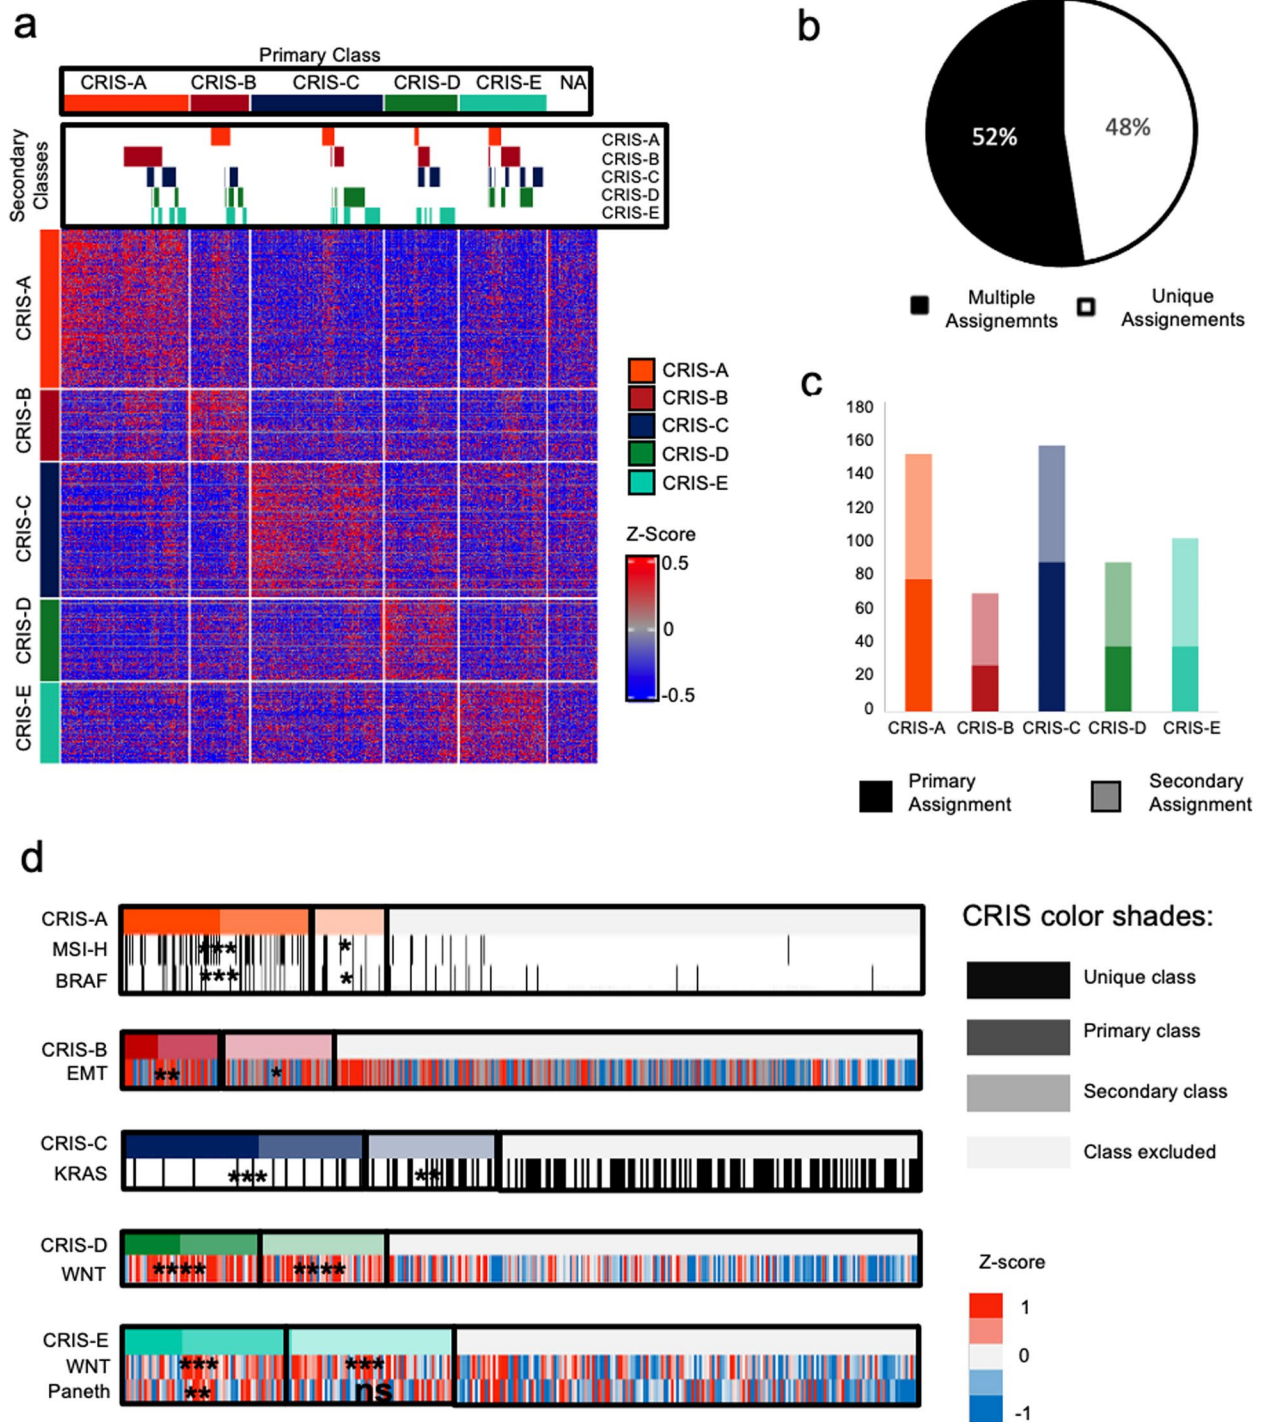 a
Primary Class
CRIS-A CRIS-B CRIS-C CRIS-D CRIS-E NA
Secondary
Classes
CRIS-A
CRIS-B
CRIS-C
CRIS-D
CRIS-E
CRIS-A
CRIS-B
CRIS-C
CRIS-D
CRIS-E
CRIS-A
CRIS-B
CRIS-C
CRIS-D
CRIS-E
Z-Score
0.5
0
-0.5
b
52%
48%
Multiple
Assignemnts
Unique
Assignements
c
180
160
140
120
100
80
60
40
20
0
CRIS-A CRIS-B CRIS-C CRIS-D CRIS-E
Primary
Assignment
Secondary
Assignment
d
CRIS-A
MSI-H *** *
BRAF *** *
CRIS-B
EMT ** *
CRIS-C
KRAS *** **
CRIS-D
WNT **** ****
CRIS-E
WNT *** ***
Paneth ** ns
CRIS color shades:
Unique class
Primary class
Secondary class
Class excluded
Z-score
1
0
-1